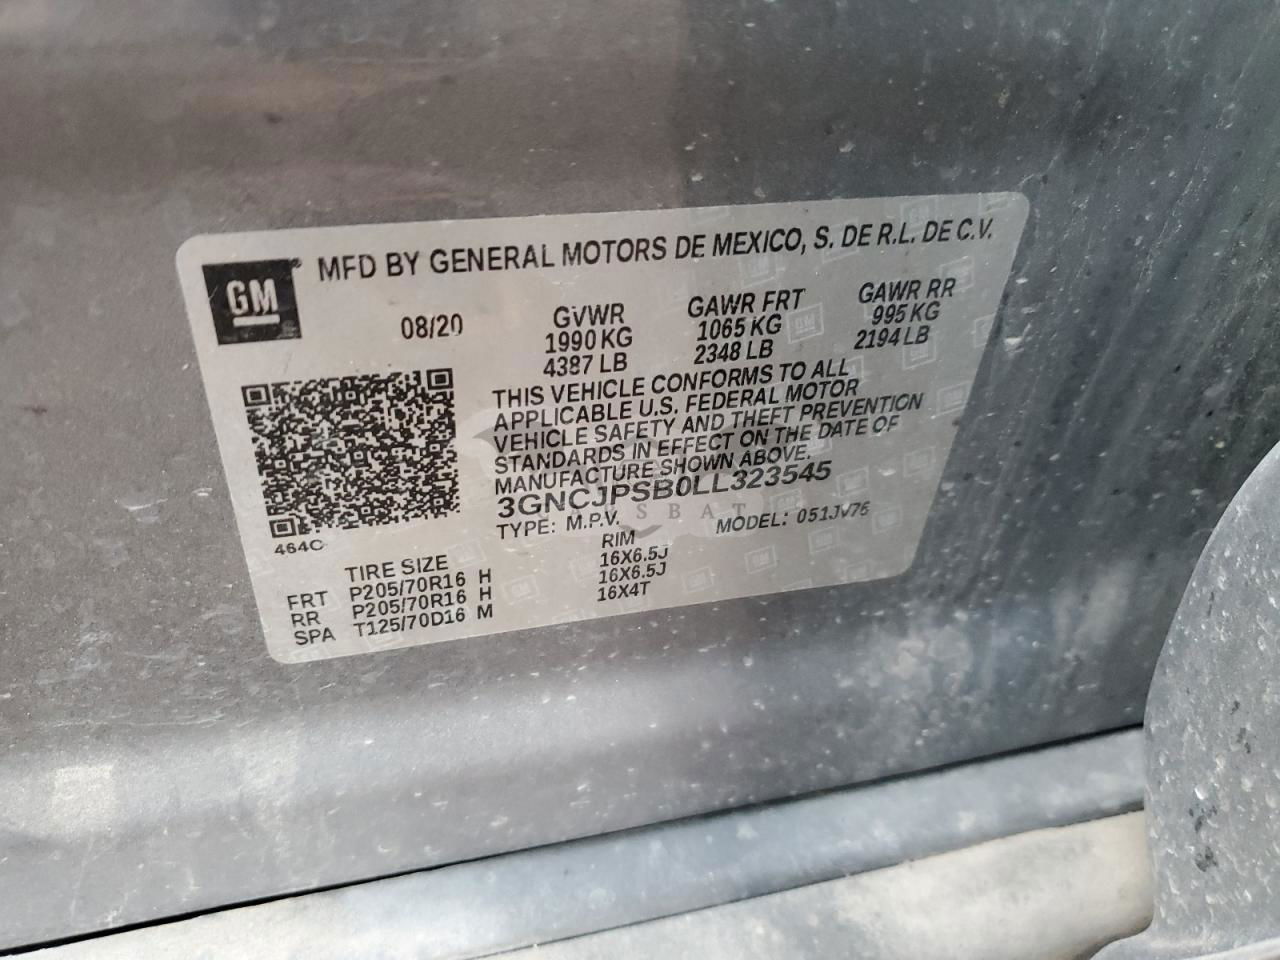 GM
MFD BY GENERAL MOTORS DE MEXICO, S. DE R.L. DE C.V.
08/20
GVWR GAWR FRT GAWR RR
1990 KG 1065 KG 995 KG
4387 LB 2348 LB 2194 LB
THIS VEHICLE CONFORMS TO ALL
APPLICABLE U.S. FEDERAL MOTOR
VEHICLE SAFETY AND THEFT PREVENTION
STANDARDS IN EFFECT ON THE DATE OF
MANUFACTURE SHOWN ABOVE.
3GNCJPSB0LL323545
TYPE: M.P.V. MODEL: 051JV76
464C
TIRE SIZE RIM
FRT P205/70R16 H 16X6.5J
RR P205/70R16 H 16X6.5J
SPA T125/70D16 M 16X4T